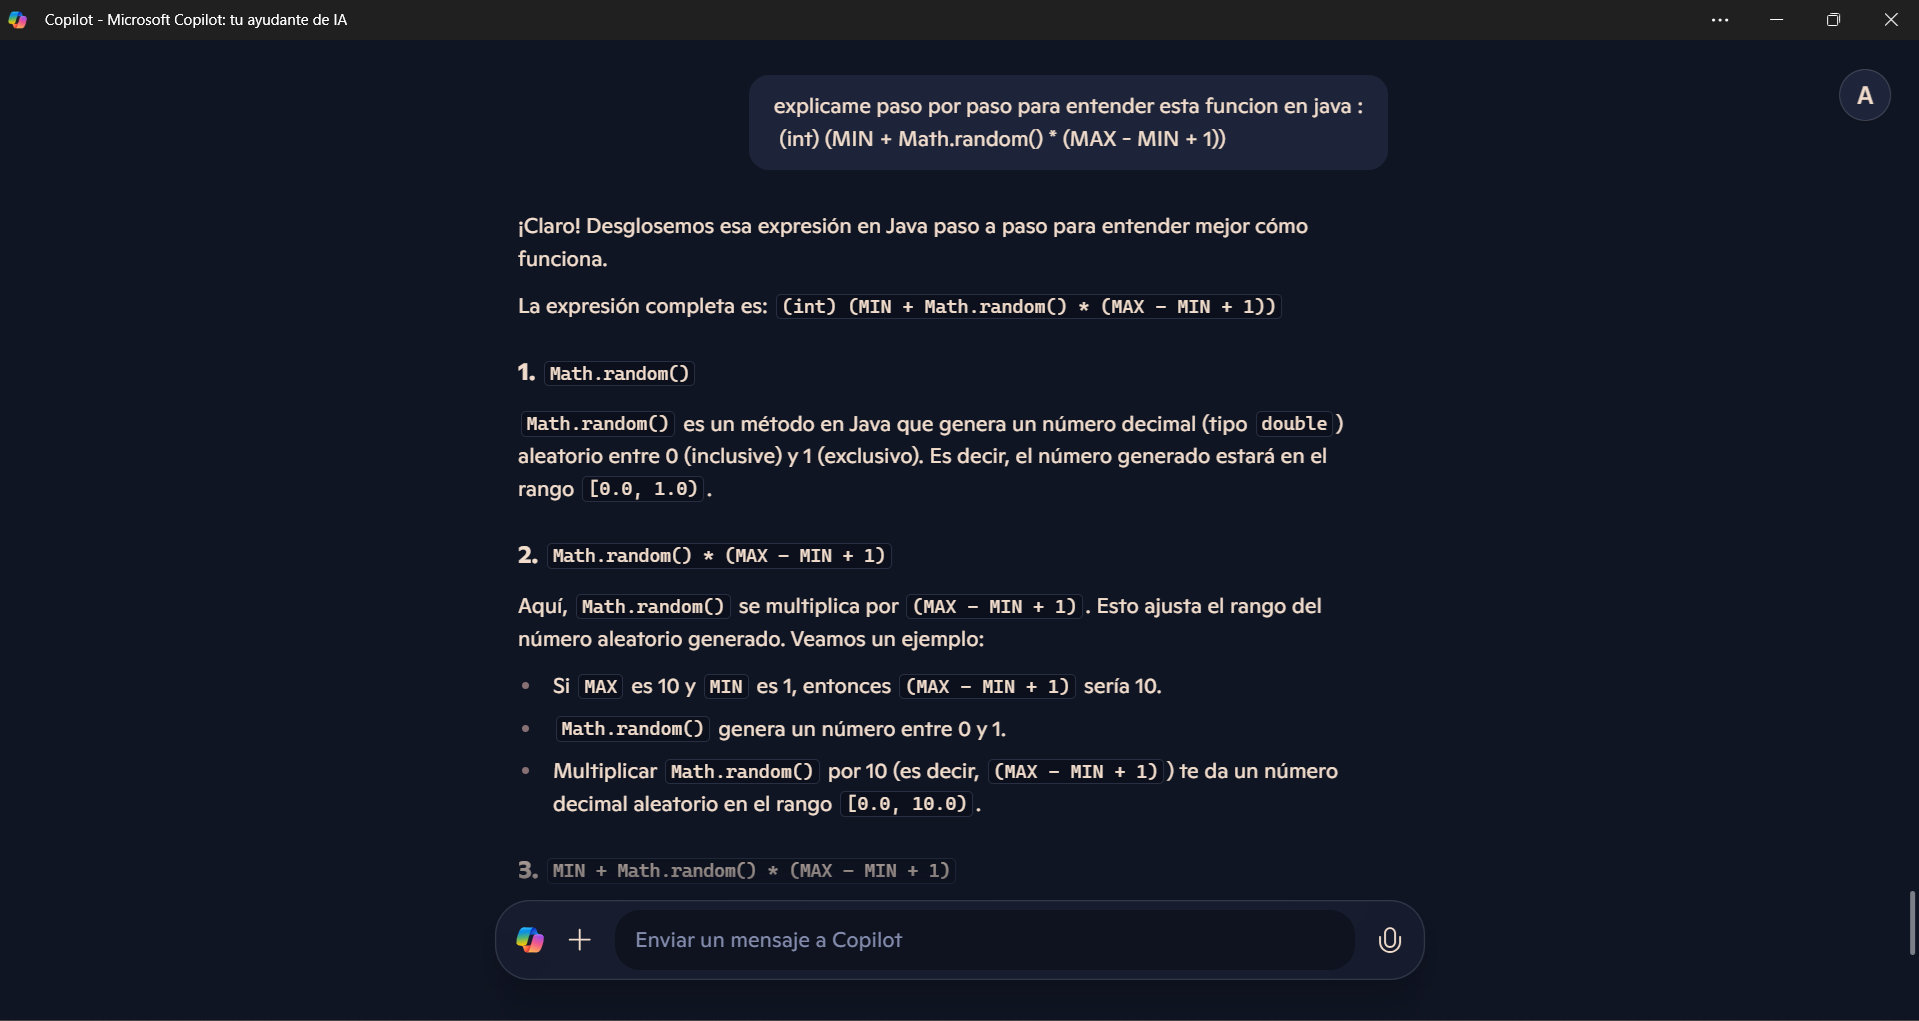 Copilot - Microsoft Copilot: tu ayudante de IA
A
explicame paso por paso para entender esta funcion en java :
(int) (MIN + Math.random() * (MAX - MIN + 1))
¡Claro! Desglosemos esa expresión en Java paso a paso para entender mejor cómo
funciona.
La expresión completa es: (int) (MIN + Math.random() * (MAX - MIN + 1))
1. Math.random()
Math.random() es un método en Java que genera un número decimal (tipo double )
aleatorio entre 0 (inclusive) y 1 (exclusivo). Es decir, el número generado estará en el
rango [0.0, 1.0) .
2. Math.random() * (MAX - MIN + 1)
Aquí, Math.random() se multiplica por (MAX - MIN + 1) . Esto ajusta el rango del
número aleatorio generado. Veamos un ejemplo:
• Si MAX es 10 y MIN es 1, entonces (MAX - MIN + 1) sería 10.
• Math.random() genera un número entre 0 y 1.
• Multiplicar Math.random() por 10 (es decir, (MAX - MIN + 1) ) te da un número
decimal aleatorio en el rango [0.0, 10.0) .
3. MIN + Math.random() * (MAX - MIN + 1)
Enviar un mensaje a Copilot